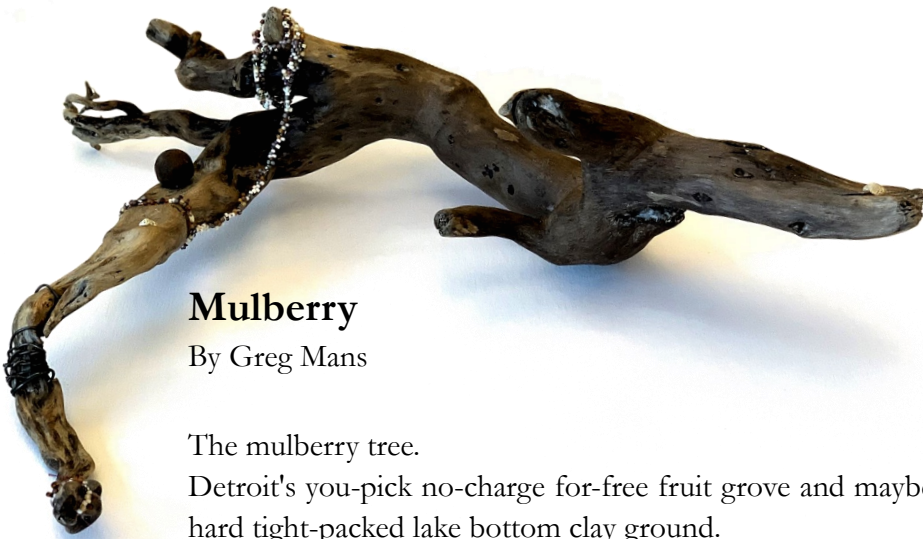 Mulberry
By Greg Mans
The mulberry tree.
Detroit's you-pick no-charge for-free fruit grove and maybe
hard tight-packed lake bottom clay ground.